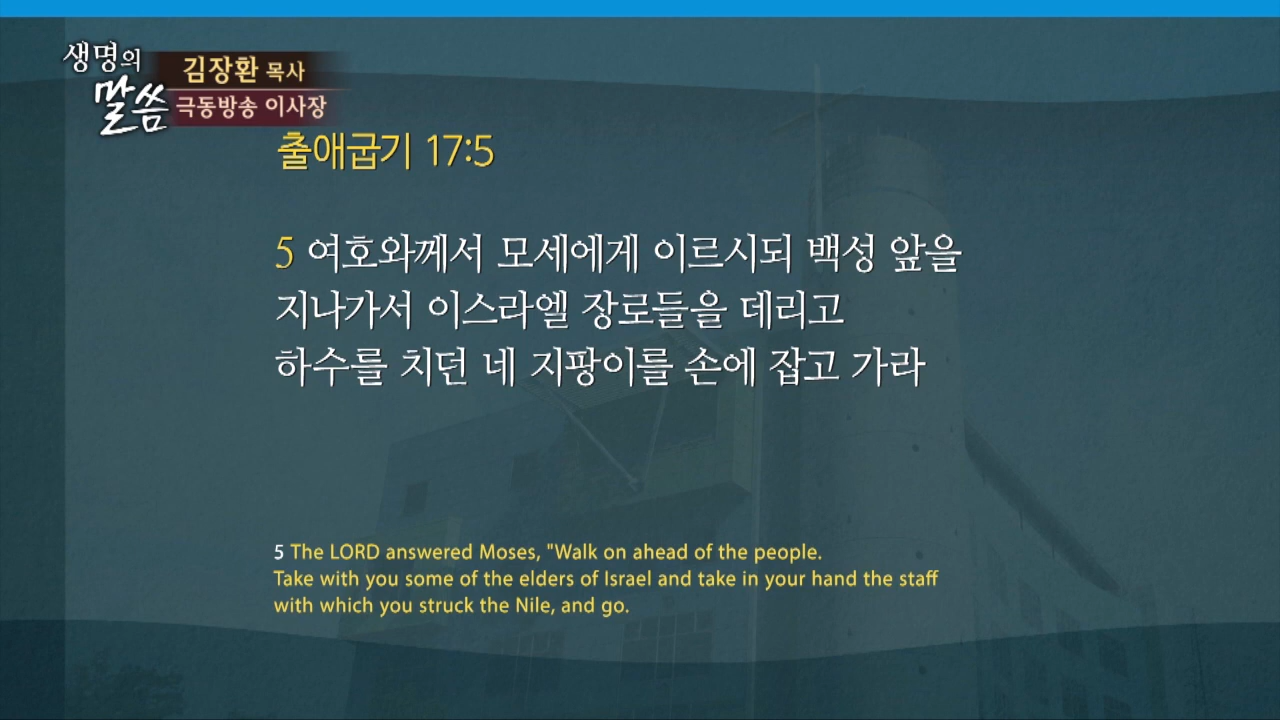 생명의
말씀
김장환 목사
극동방송 이사장
출애굽기 17:5
5 여호와께서 모세에게 이르시되 백성 앞을
지나가서 이스라엘 장로들을 데리고
하수를 치던 네 지팡이를 손에 잡고 가라
5 The LORD answered Moses, "Walk on ahead of the people.
Take with you some of the elders of Israel and take in your hand the staff
with which you struck the Nile, and go.